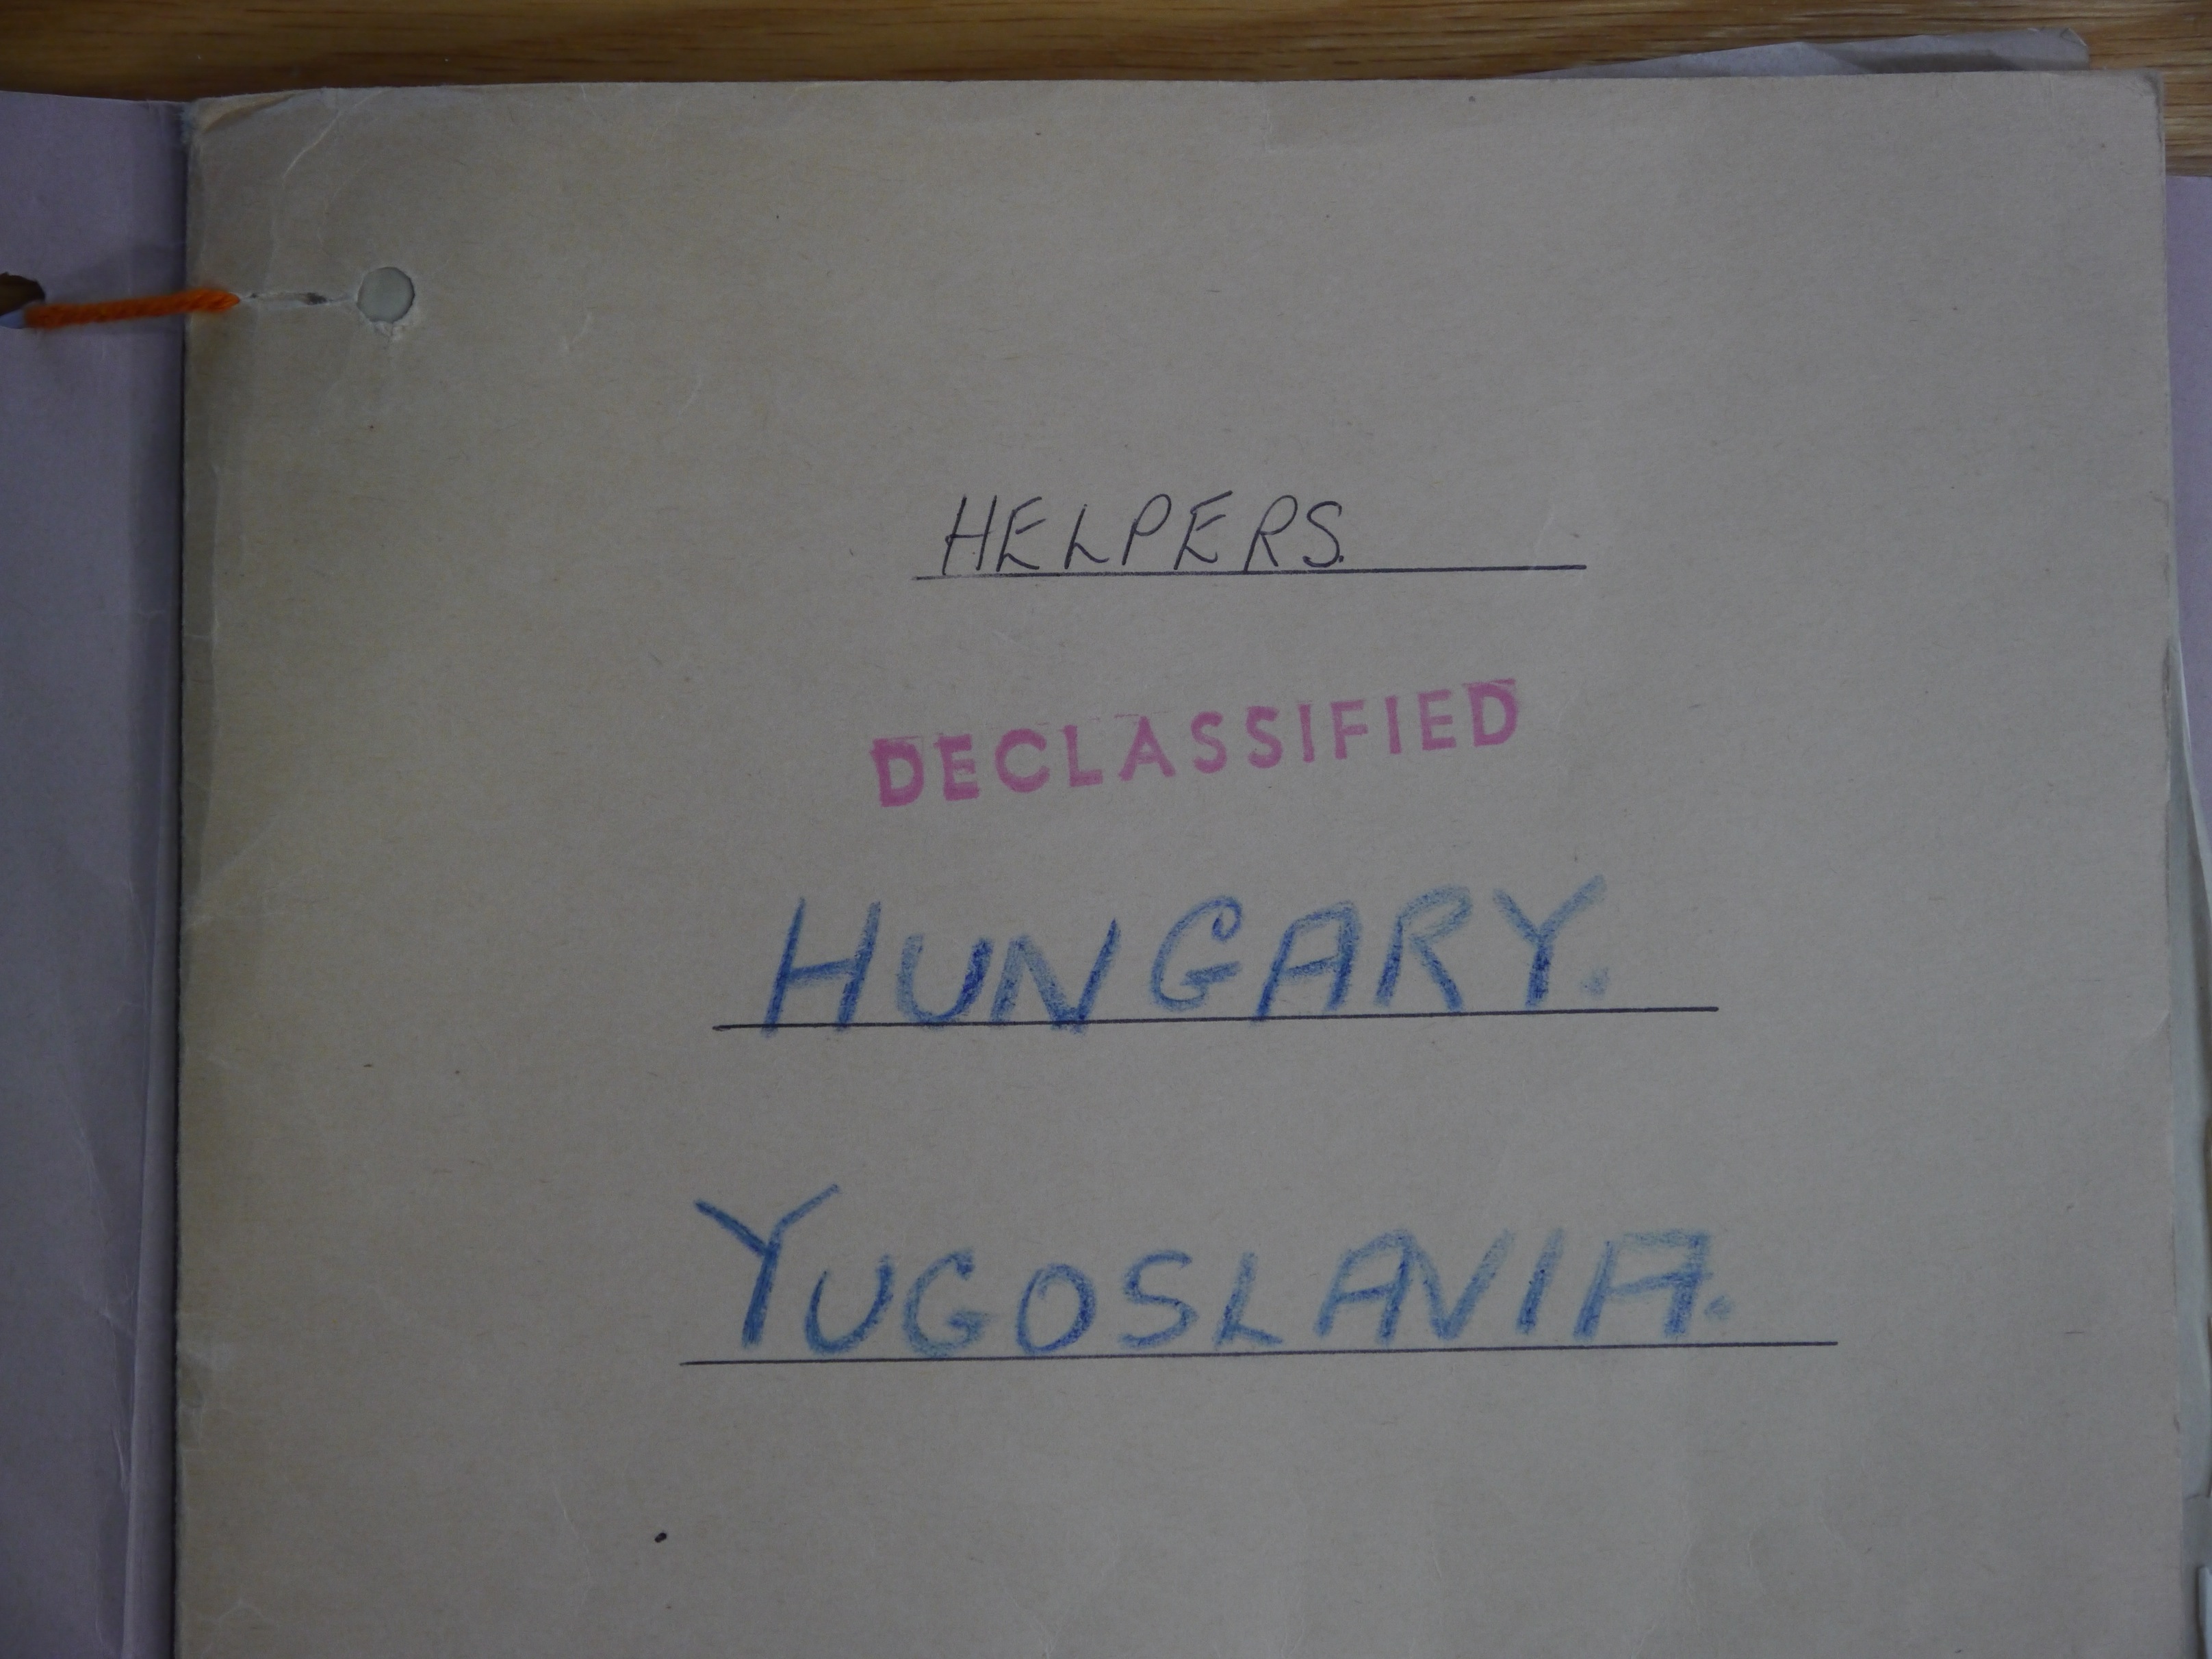 HELPERS.
DECLASSIFIED
HUNGARY.
YUGOSLAVIA.